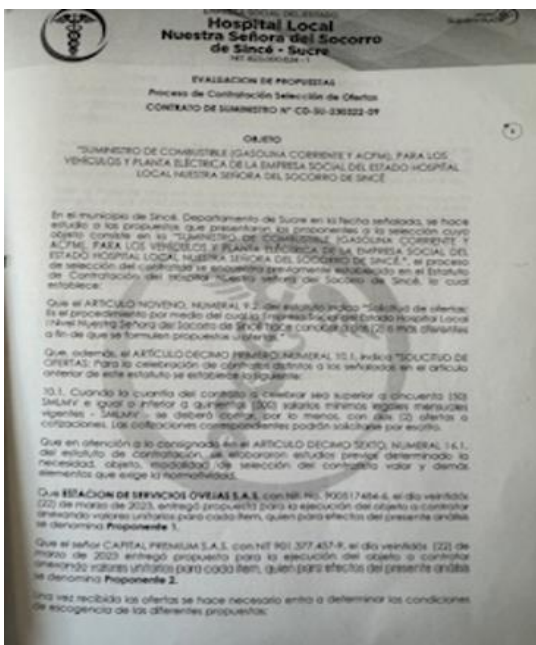 EMPRESA SOCIAL DEL ESTADO
Hospital Local
Nuestra Señora del Socorro
de Sincé - Sucre
EVALUACION DE PROPUESTAS
Proceso de Contratación Selección de Ofertas
CONTRATO DE SUMINISTRO N° CD-SU-230322-09
OBJETO
"SUMINISTRO DE COMBUSTIBLE (GASOLINA CORRIENTE Y ACPM), PARA LOS
VEHÍCULOS Y PLANTA ELÉCTRICA DE LA EMPRESA SOCIAL DEL ESTADO HOSPITAL
LOCAL NUESTRA SEÑORA DEL SOCORRO DE SINCÉ"
En el municipio de Sincé, Departamento de Sucre en la fecha señalada, se hace
estudio a las propuestas que presentaron los proponentes a la selección cuyo
objeto consiste en la "SUMINISTRO DE COMBUSTIBLE (GASOLINA CORRIENTE Y
ACPM), PARA LOS VEHÍCULOS Y PLANTA ELÉCTRICA DE LA EMPRESA SOCIAL DEL
ESTADO HOSPITAL LOCAL NUESTRA SEÑORA DEL SOCORRO DE SINCÉ", el proceso
de selección del contratista se encuentra previamente establecido en el Estatuto
de Contratación del Hospital Nuestra Señora del Socorro de Sincé, lo cual
establece:
Que el ARTICULO NOVENO, NUMERAL 9.2. del estatuto indica "Solicitud de ofertas:
Es el procedimiento por medio del cual la Empresa Social del Estado Hospital Local
I Nivel Nuestra Señora del Socorro de Sincé hace conocer a dos (2) o más oferentes
a fin de que se formulen propuestas u ofertas."
Que, además, el ARTÍCULO DECIMO PRIMERO, NUMERAL 10.1, indica "SOLICITUD DE
OFERTAS: Para la celebración de contratos distintos a los señalados en el artículo
anterior de este estatuto se establece lo siguiente:
10.1. Cuando la cuantía del contrato a celebrar sea superior a cincuenta (50)
SMLMV e igual o inferior a quinientos (500) salarios mínimos legales mensuales
vigentes - SMLMV -, se deberá contar, por lo menos, con dos (2) ofertas o
cotizaciones. Las cotizaciones correspondientes podrán solicitarse por escrito.
Que en atención a lo consignado en el ARTICULO DECIMO SEXTO, NUMERAL 16.1.
del estatuto de contratación, se elaboraron estudios previos determinado la
necesidad, objeto, modalidad de selección del contratista valor y demás
elementos que exige la normatividad.
Que ESTACION DE SERVICIOS OVEJAS S.A.S. con NIT. No. 900517486-6, el día veintidós
(22) de marzo de 2023, entregó propuesta para la ejecución del objeto a contratar
anexando valores unitarios para cada ítem, quien para efectos del presente análisis
se denomina Proponente 1.
Que el señor CAPITAL PREMIUM S.A.S. con NIT 901.377.457-9, el día veintidós (22) de
marzo de 2023 entregó propuesta para la ejecución del objeto a contratar
anexando valores unitarios para cada ítem, quien para efectos del presente análisis
se denomina Proponente 2.
Una vez recibida las ofertas se hace necesario entra a determinar las condiciones
de escogencia de las diferentes propuestas: